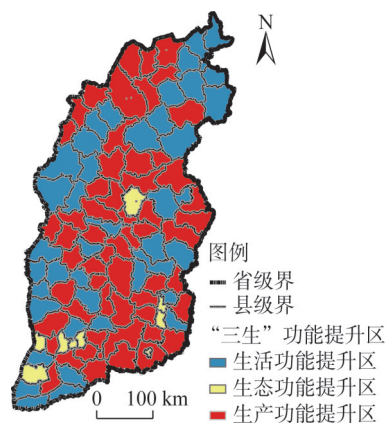 N
图例
省级界
县级界
“三生”功能提升区
生活功能提升区
生态功能提升区
生产功能提升区
0 100 km